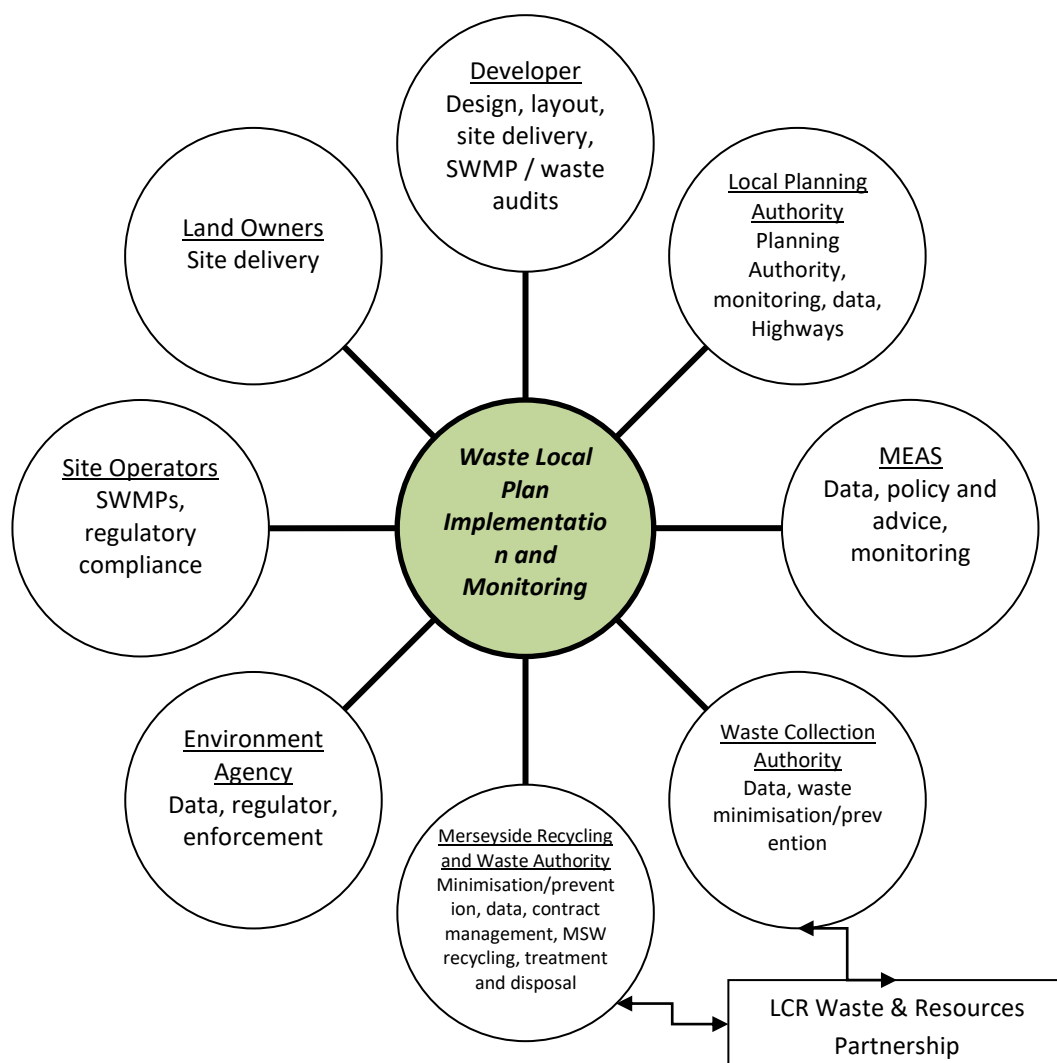 Developer
Design, layout,
site delivery,
SWMP / waste
audits
Local Planning
Authority
Planning
Authority,
monitoring, data,
Highways
Land Owners
Site delivery
Waste Local
Plan
Implementatio
n and
Monitoring
Site Operators
SWMPs,
regulatory
compliance
MEAS
Data, policy and
advice,
monitoring
Environment
Agency
Data, regulator,
enforcement
Merseyside Recycling
and Waste Authority
Minimisation/prevent
ion, data, contract
management, MSW
recycling, treatment
and disposal
Waste Collection
Authority
Data, waste
minimisation/prev
ention
LCR Waste & Resources
Partnership